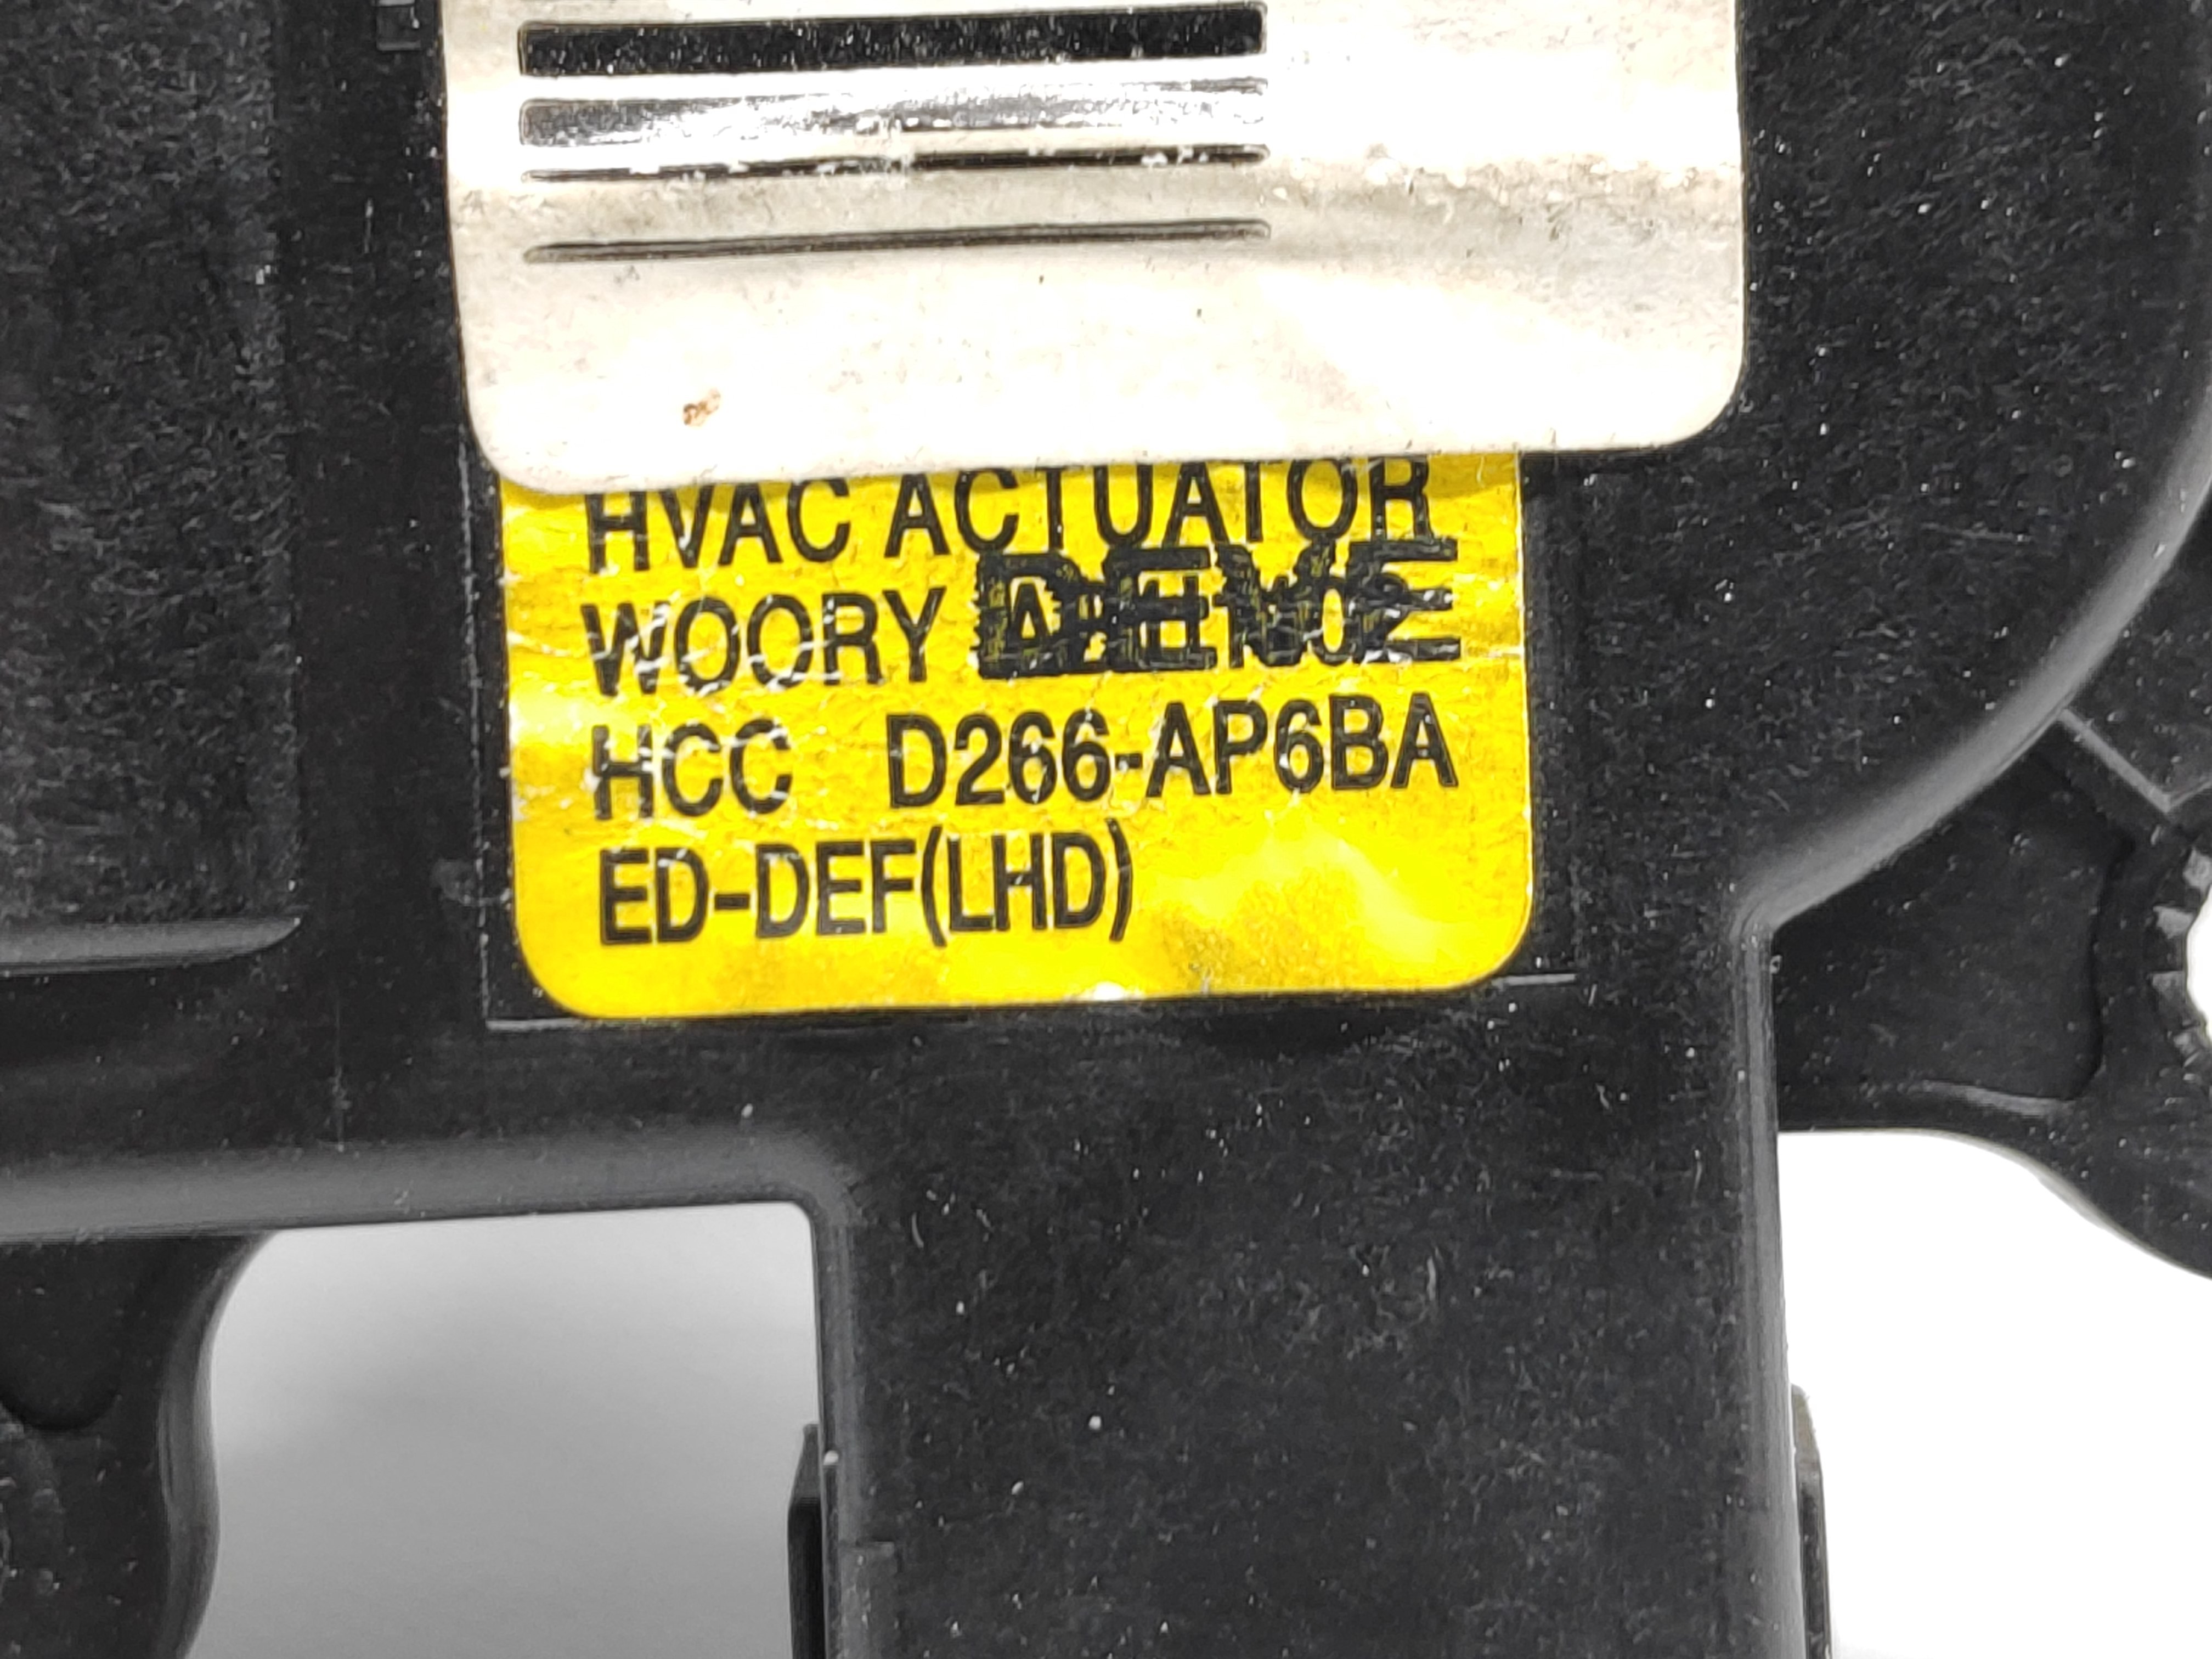 HVAC ACTUATOR
WOORY
HCC D266-AP6BA
ED-DEF(LHD)